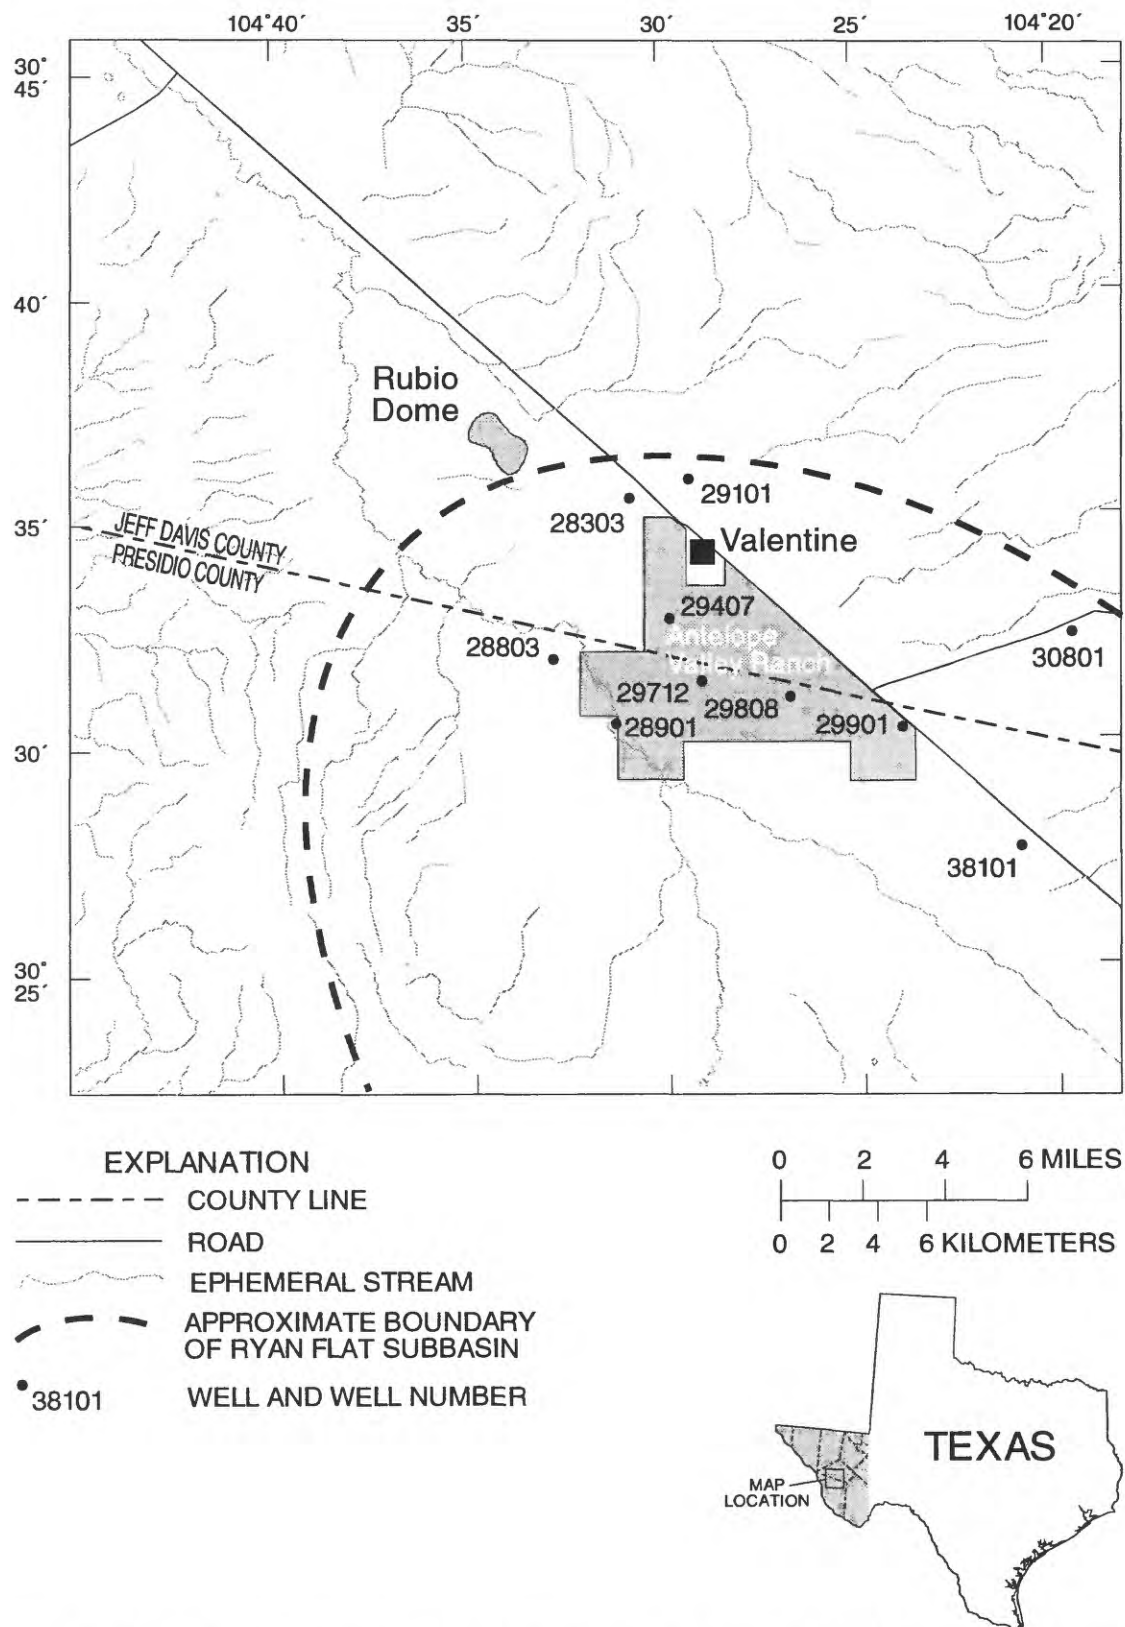 104°40´ 35´ 30´ 25´ 104°20´
30°
45´
40´
Rubio
Dome
29101
28303
35´
JEFF DAVIS COUNTY
PRESIDIO COUNTY
Valentine
29407
Antelope
Valley Ranch
28803
30801
29712
29808
28901
29901
30´
38101
30°
25´
EXPLANATION
COUNTY LINE
ROAD
EPHEMERAL STREAM
APPROXIMATE BOUNDARY
OF RYAN FLAT SUBBASIN
38101 WELL AND WELL NUMBER
0 2 4 6 MILES
0 2 4 6 KILOMETERS
TEXAS
MAP
LOCATION